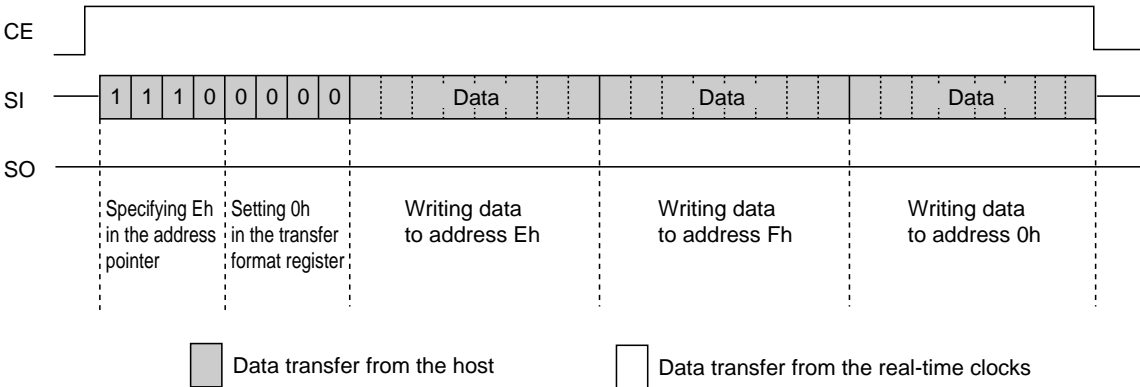 CE
SI
1 1 1 0 0 0 0 0 Data Data Data
SO
Specifying Eh
in the address
pointer
Setting 0h
in the transfer
format register
Writing data
to address Eh
Writing data
to address Fh
Writing data
to address 0h
Data transfer from the host
Data transfer from the real-time clocks